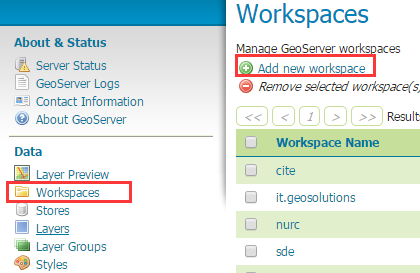 About & Status
Server Status
GeoServer Logs
Contact Information
About GeoServer
Data
Layer Preview
Workspaces
Stores
Layers
Layer Groups
Styles
Workspaces
Manage GeoServer workspaces
Add new workspace
Remove selected workspace(s)
<< < 1 > >> Results
Workspace Name
cite
it.geosolutions
nurc
sde